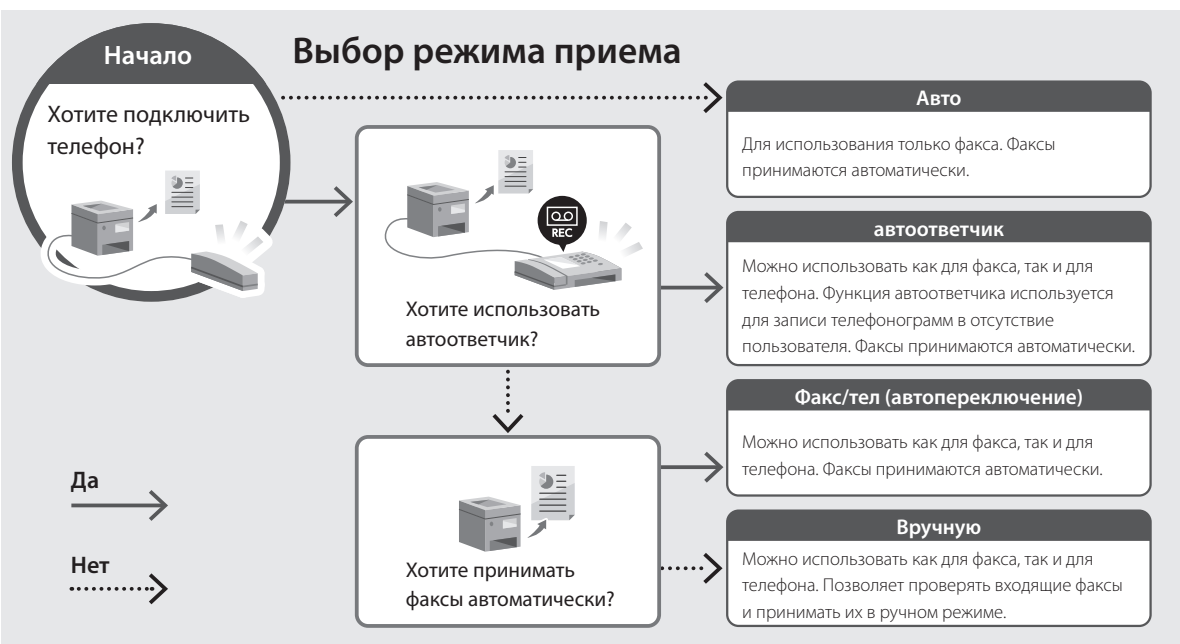 Начало
Выбор режима приема
Хотите подключить
телефон?
Авто
Для использования только факса. Факсы
принимаются автоматически.
REC
Хотите использовать
автоответчик?
автоответчик
Можно использовать как для факса, так и для
телефона. Функция автоответчика используется
для записи телефонограмм в отсутствие
пользователя. Факсы принимаются автоматически.
Факс/тел (автопереключение)
Можно использовать как для факса, так и для
телефона. Факсы принимаются автоматически.
Да
Нет
Хотите принимать
факсы автоматически?
Вручную
Можно использовать как для факса, так и для
телефона. Позволяет проверять входящие факсы
и принимать их в ручном режиме.